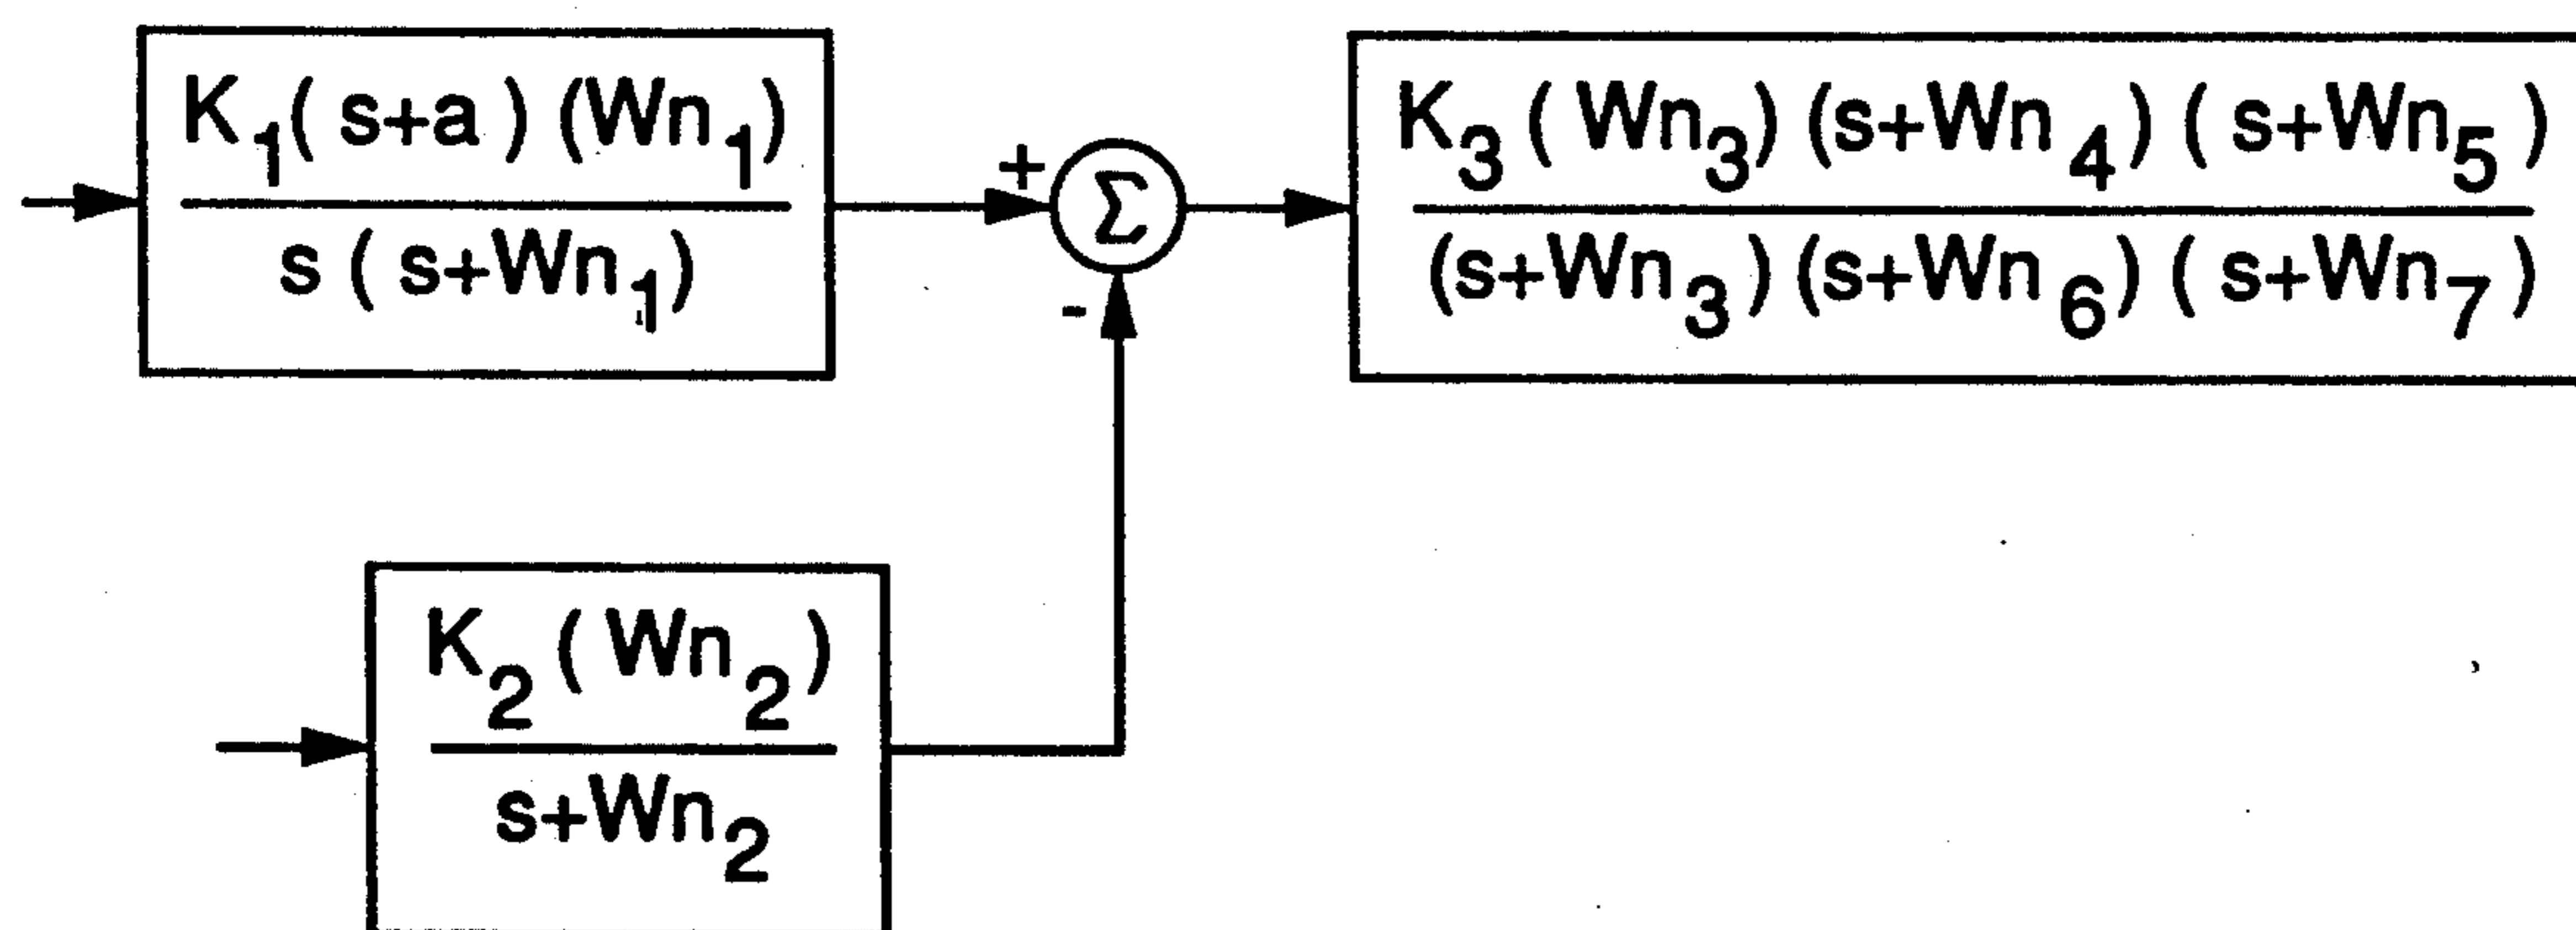 K₁( s+a ) (Wn₁)
s ( s+Wn₁)
+
Σ
-
K₃ ( Wn₃) (s+Wn₄) ( s+Wn₅ )
(s+Wn₃) (s+Wn₆) ( s+Wn₇ )
K₂ ( Wn₂ )
s+Wn₂